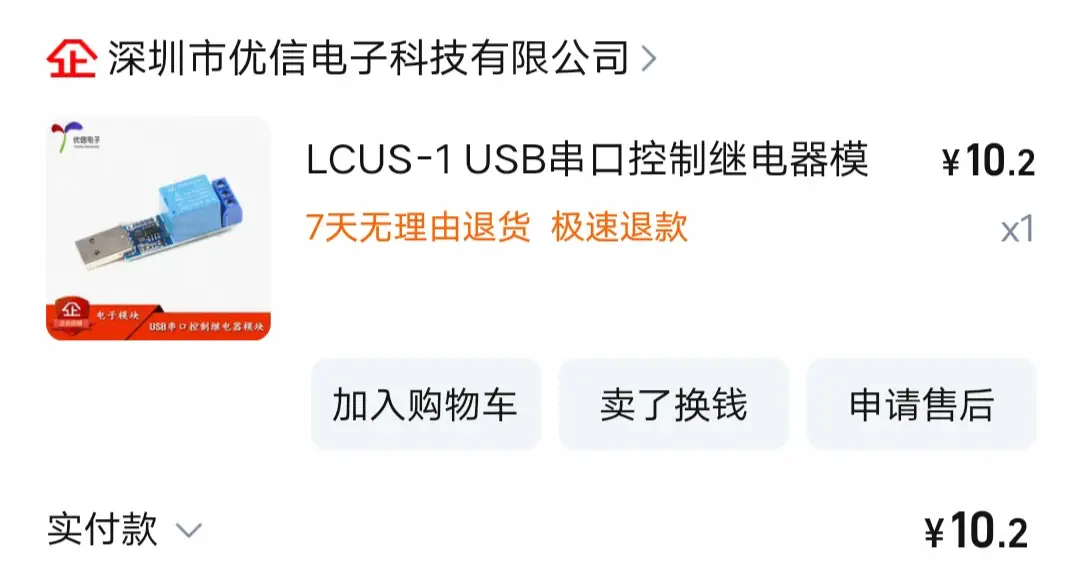 企 深圳市优信电子科技有限公司
优信电子
LCUS-1 USB串口控制继电器模
¥10.2
7天无理由退货 极速退款
x1
企
电子模块
USB串口控制继电器模块
加入购物车
卖了换钱
申请售后
实付款
¥10.2